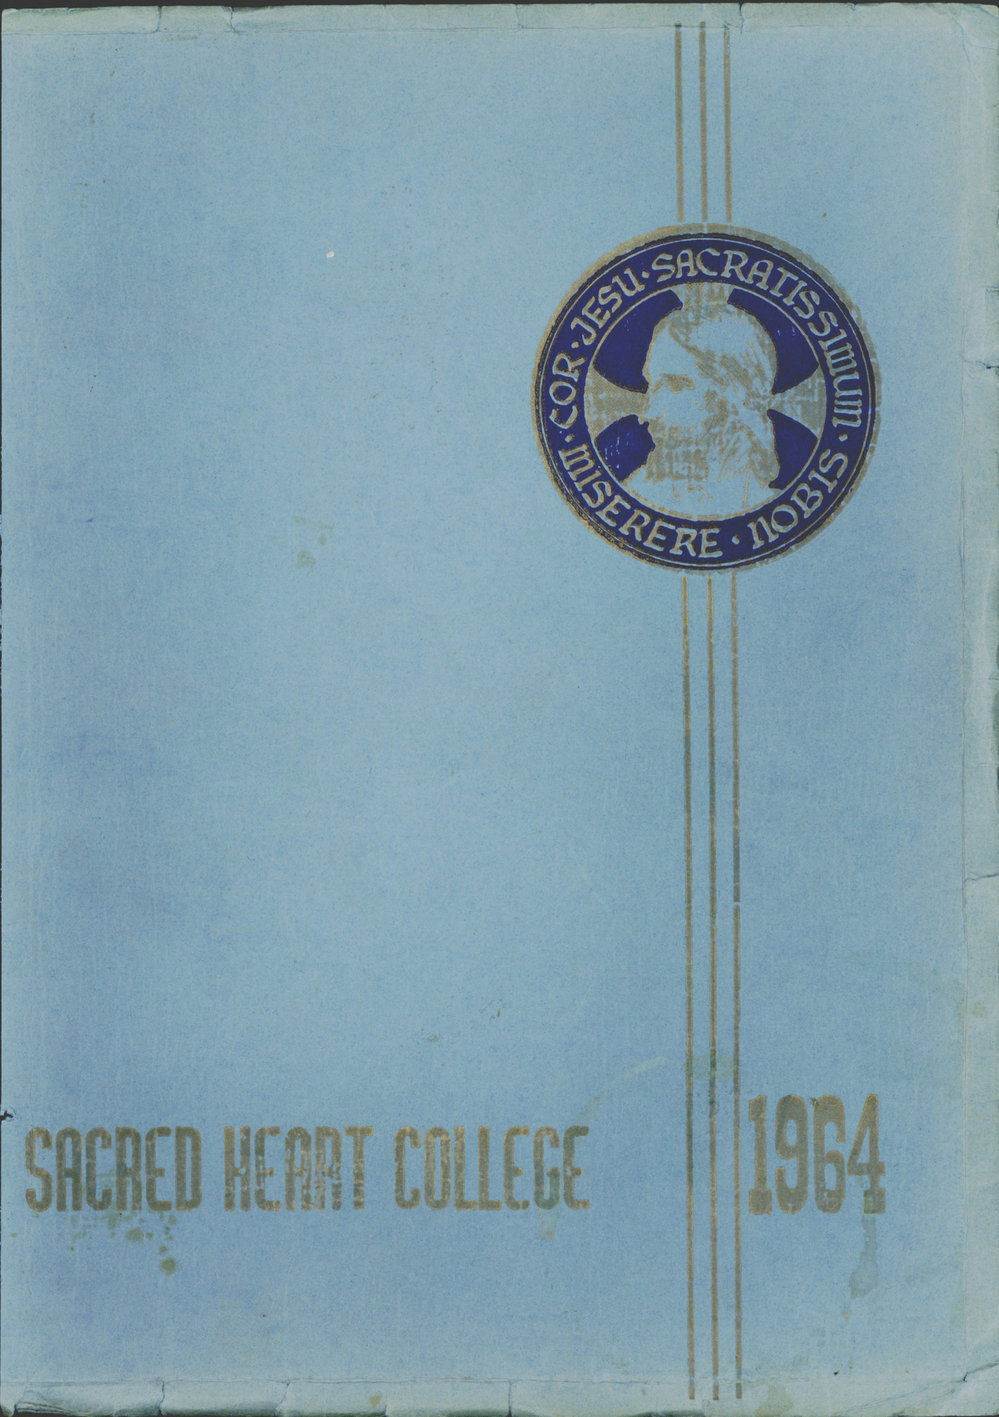 COR · JESU · SACRATISSIMUM ·
MISERERE · NOBIS ·
SACRED HEART COLLEGE
1964